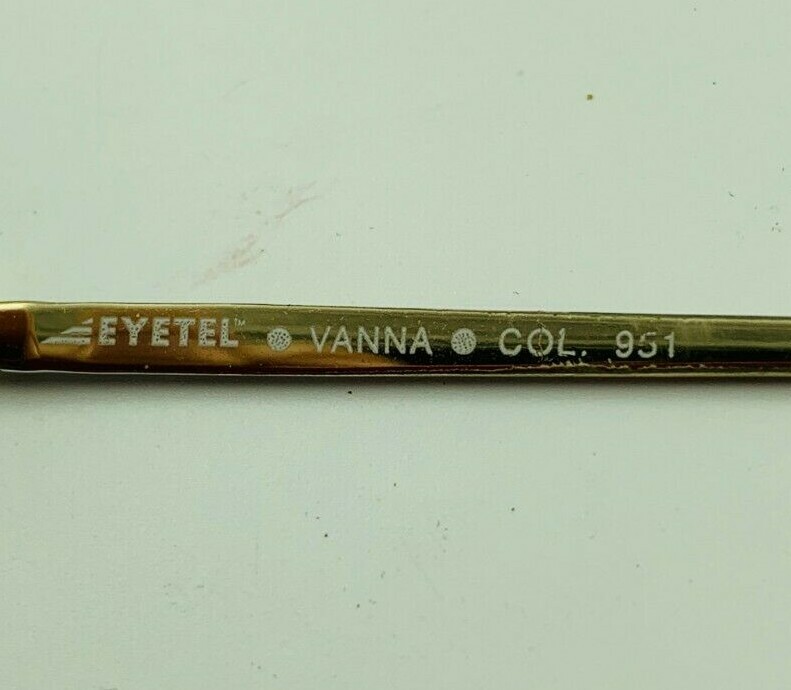 EYETEL™ ● VANNA ● COL. 951